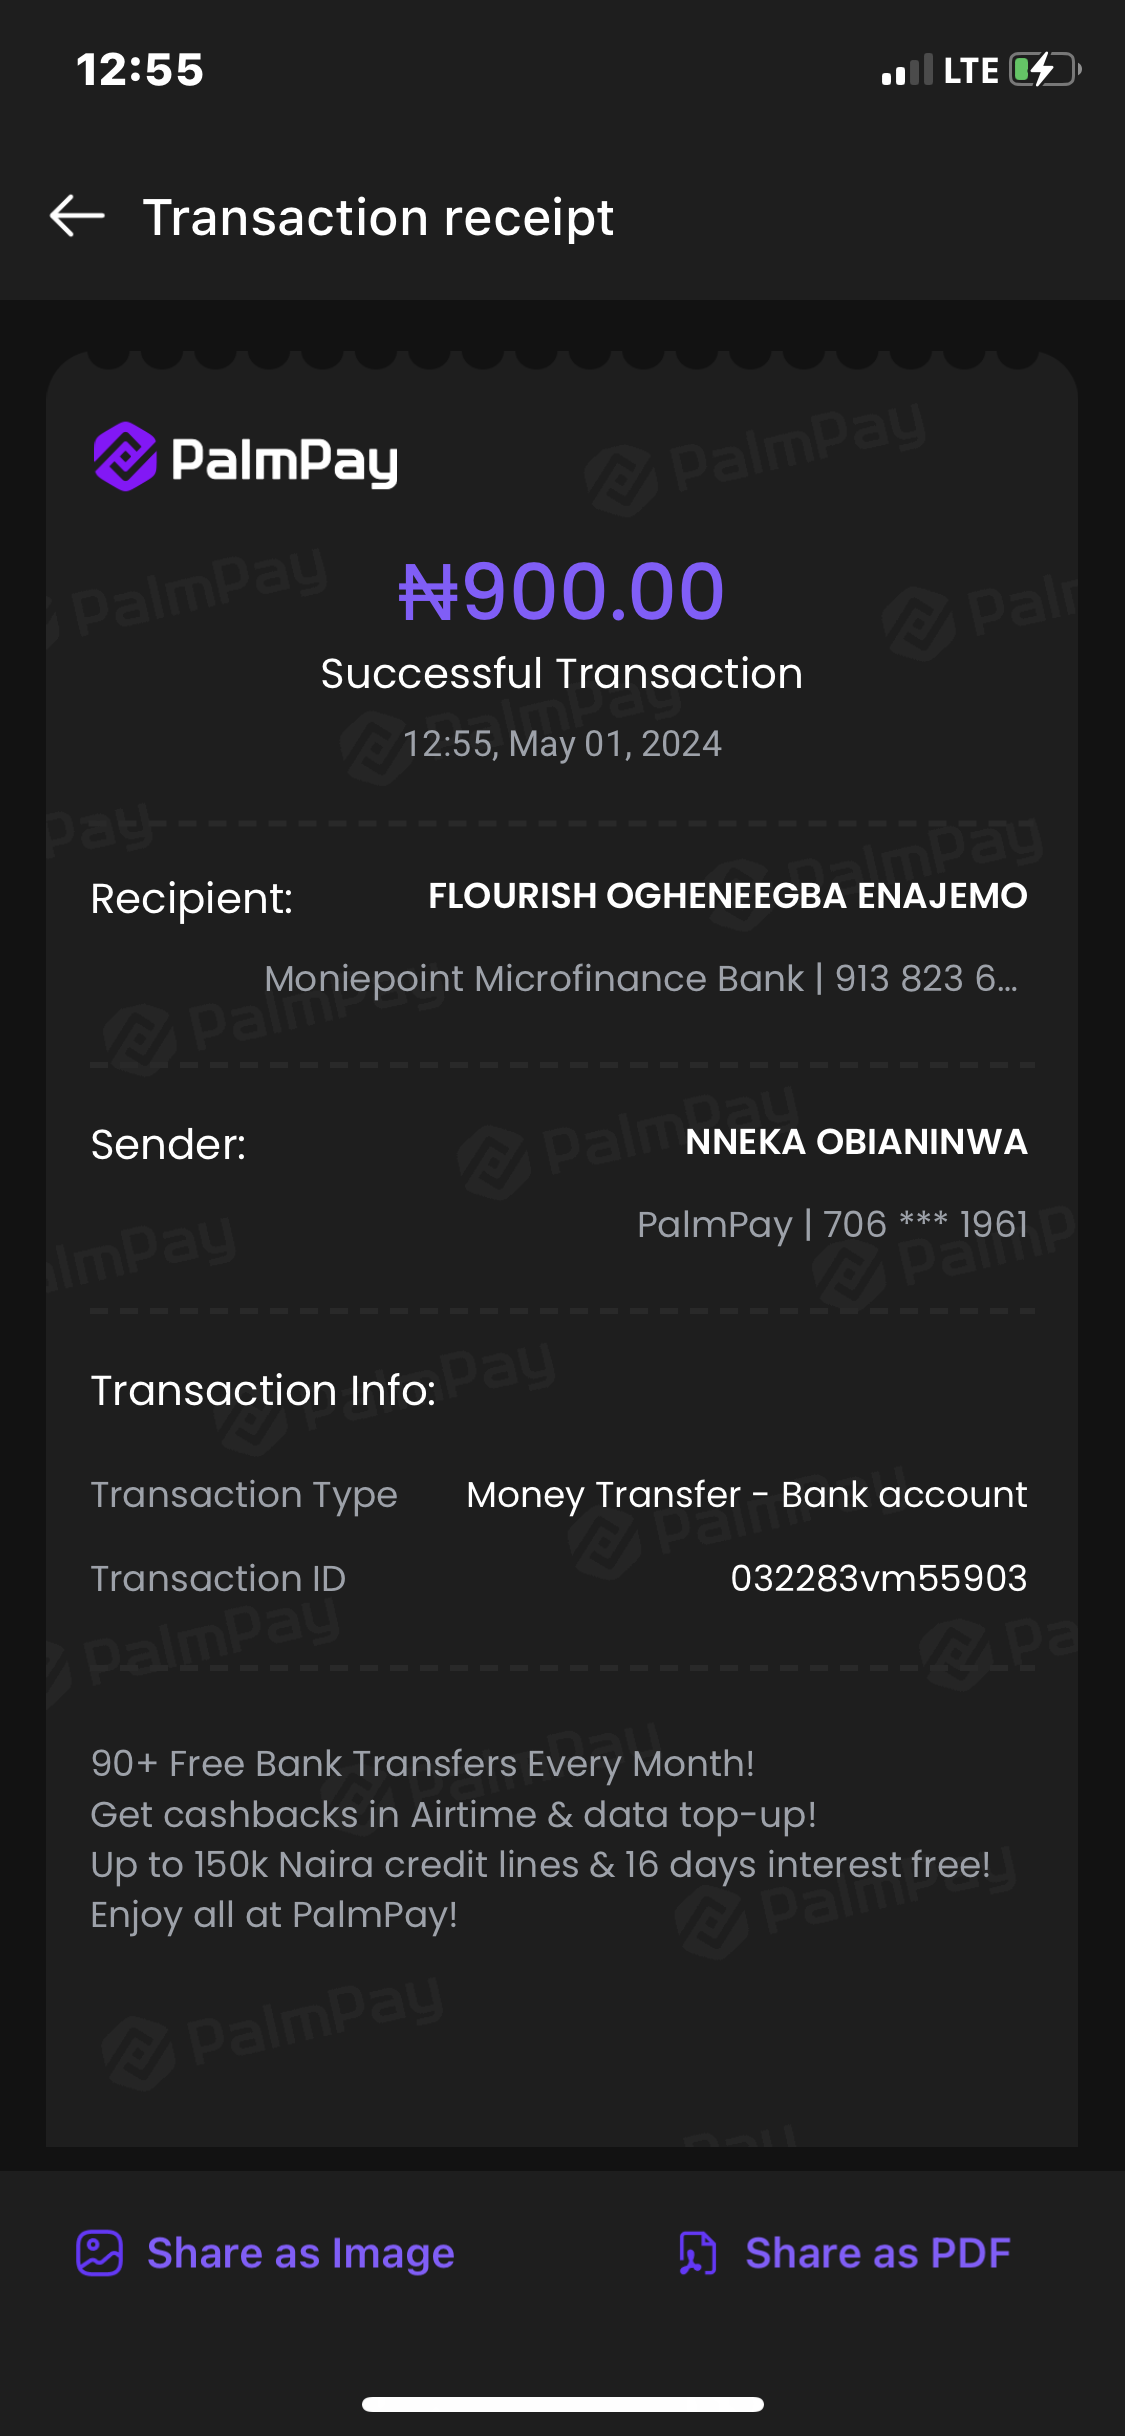 12:55
LTE
Transaction receipt
PalmPay
₦900.00
Successful Transaction
12:55, May 01, 2024
Recipient: FLOURISH OGHENEEGBA ENAJEMO
Moniepoint Microfinance Bank | 913 823 6...
Sender: NNEKA OBIANINWA
PalmPay | 706 *** 1961
Transaction Info:
Transaction Type Money Transfer - Bank account
Transaction ID 032283vm55903
90+ Free Bank Transfers Every Month!
Get cashbacks in Airtime & data top-up!
Up to 150k Naira credit lines & 16 days interest free!
Enjoy all at PalmPay!
Share as Image Share as PDF